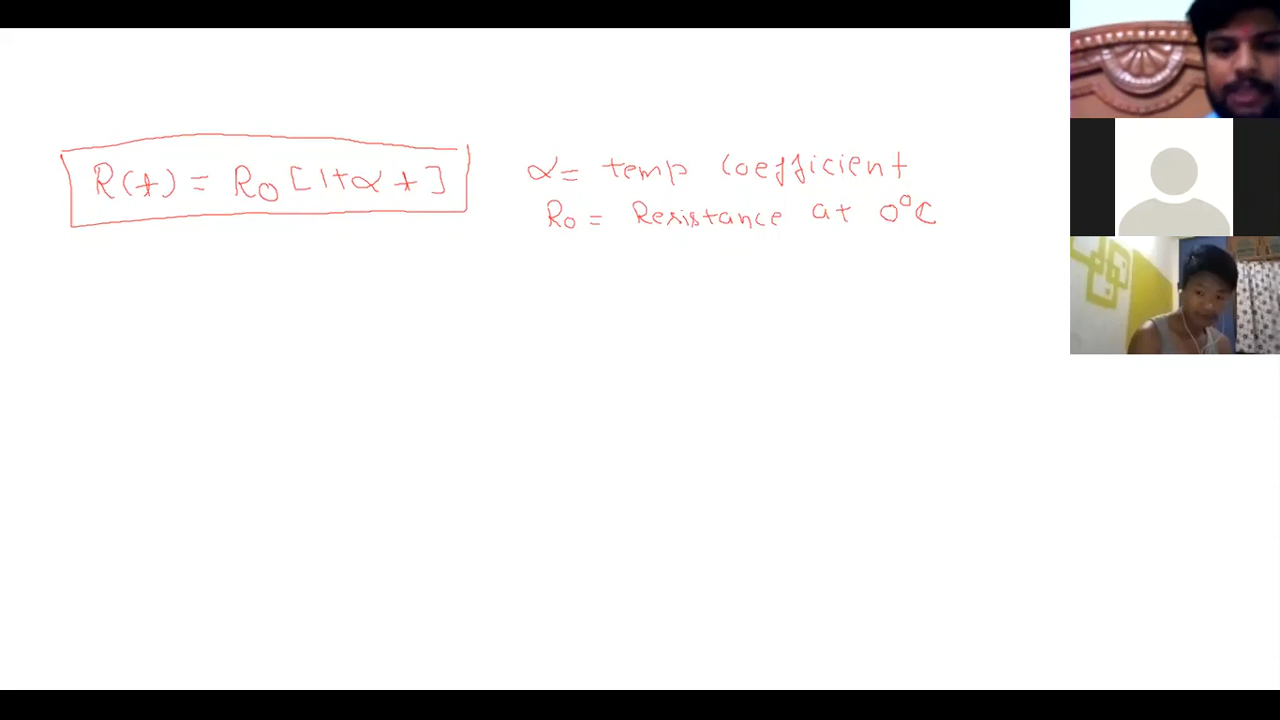 R(t) = R₀ [1+α t]
α = temp coefficient
R₀ = Resistance at 0°C